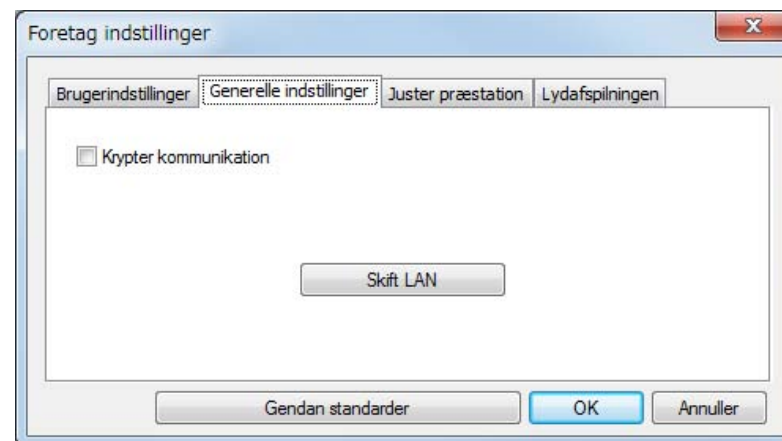 Foretag indstillinger
Brugerindstillinger Generelle indstillinger Juster præstation Lydafspilningen
Krypter kommunikation
Skift LAN
Gendan standarder OK Annuller